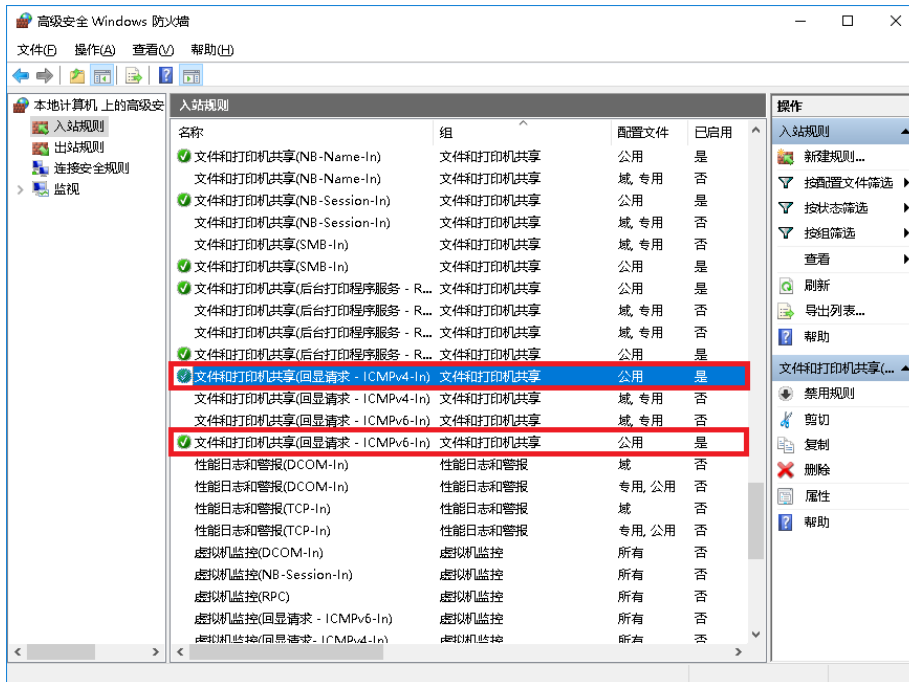 高级安全 Windows 防火墙
文件(F) 操作(A) 查看(V) 帮助(H)
本地计算机 上的高级安
入站规则
出站规则
连接安全规则
监视
入站规则
名称 组 配置文件 已启用
文件和打印机共享(NB-Name-In) 文件和打印机共享 公用 是
文件和打印机共享(NB-Name-In) 文件和打印机共享 域, 专用 否
文件和打印机共享(NB-Session-In) 文件和打印机共享 公用 是
文件和打印机共享(NB-Session-In) 文件和打印机共享 域, 专用 否
文件和打印机共享(SMB-In) 文件和打印机共享 域, 专用 否
文件和打印机共享(SMB-In) 文件和打印机共享 公用 是
文件和打印机共享(后台打印程序服务 - R... 文件和打印机共享 公用 是
文件和打印机共享(后台打印程序服务 - R... 文件和打印机共享 域, 专用 否
文件和打印机共享(后台打印程序服务 - R... 文件和打印机共享 域, 专用 否
文件和打印机共享(后台打印程序服务 - R... 文件和打印机共享 公用 是
文件和打印机共享(回显请求 - ICMPv4-In) 文件和打印机共享 公用 是
文件和打印机共享(回显请求 - ICMPv4-In) 文件和打印机共享 域, 专用 否
文件和打印机共享(回显请求 - ICMPv6-In) 文件和打印机共享 域, 专用 否
文件和打印机共享(回显请求 - ICMPv6-In) 文件和打印机共享 公用 是
性能日志和警报(DCOM-In) 性能日志和警报 域 否
性能日志和警报(DCOM-In) 性能日志和警报 专用, 公用 否
性能日志和警报(TCP-In) 性能日志和警报 域 否
性能日志和警报(TCP-In) 性能日志和警报 专用, 公用 否
虚拟机监控(DCOM-In) 虚拟机监控 所有 否
虚拟机监控(NB-Session-In) 虚拟机监控 所有 否
虚拟机监控(RPC) 虚拟机监控 所有 否
虚拟机监控(回显请求 - ICMPv6-In) 虚拟机监控 所有 否
虚拟机监控(回显请求- ICMPv4-In) 虚拟机监控 所有 否
操作
入站规则
新建规则...
按配置文件筛选
按状态筛选
按组筛选
查看
刷新
导出列表...
帮助
文件和打印机共享(...
禁用规则
剪切
复制
删除
属性
帮助